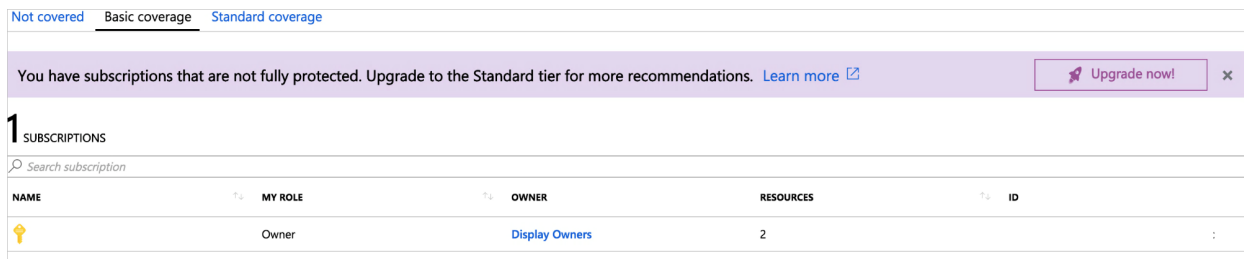 Not covered Basic coverage Standard coverage
You have subscriptions that are not fully protected. Upgrade to the Standard tier for more recommendations. Learn more Upgrade now!
1 SUBSCRIPTIONS
Search subscription
NAME MY ROLE OWNER RESOURCES ID
Owner Display Owners 2